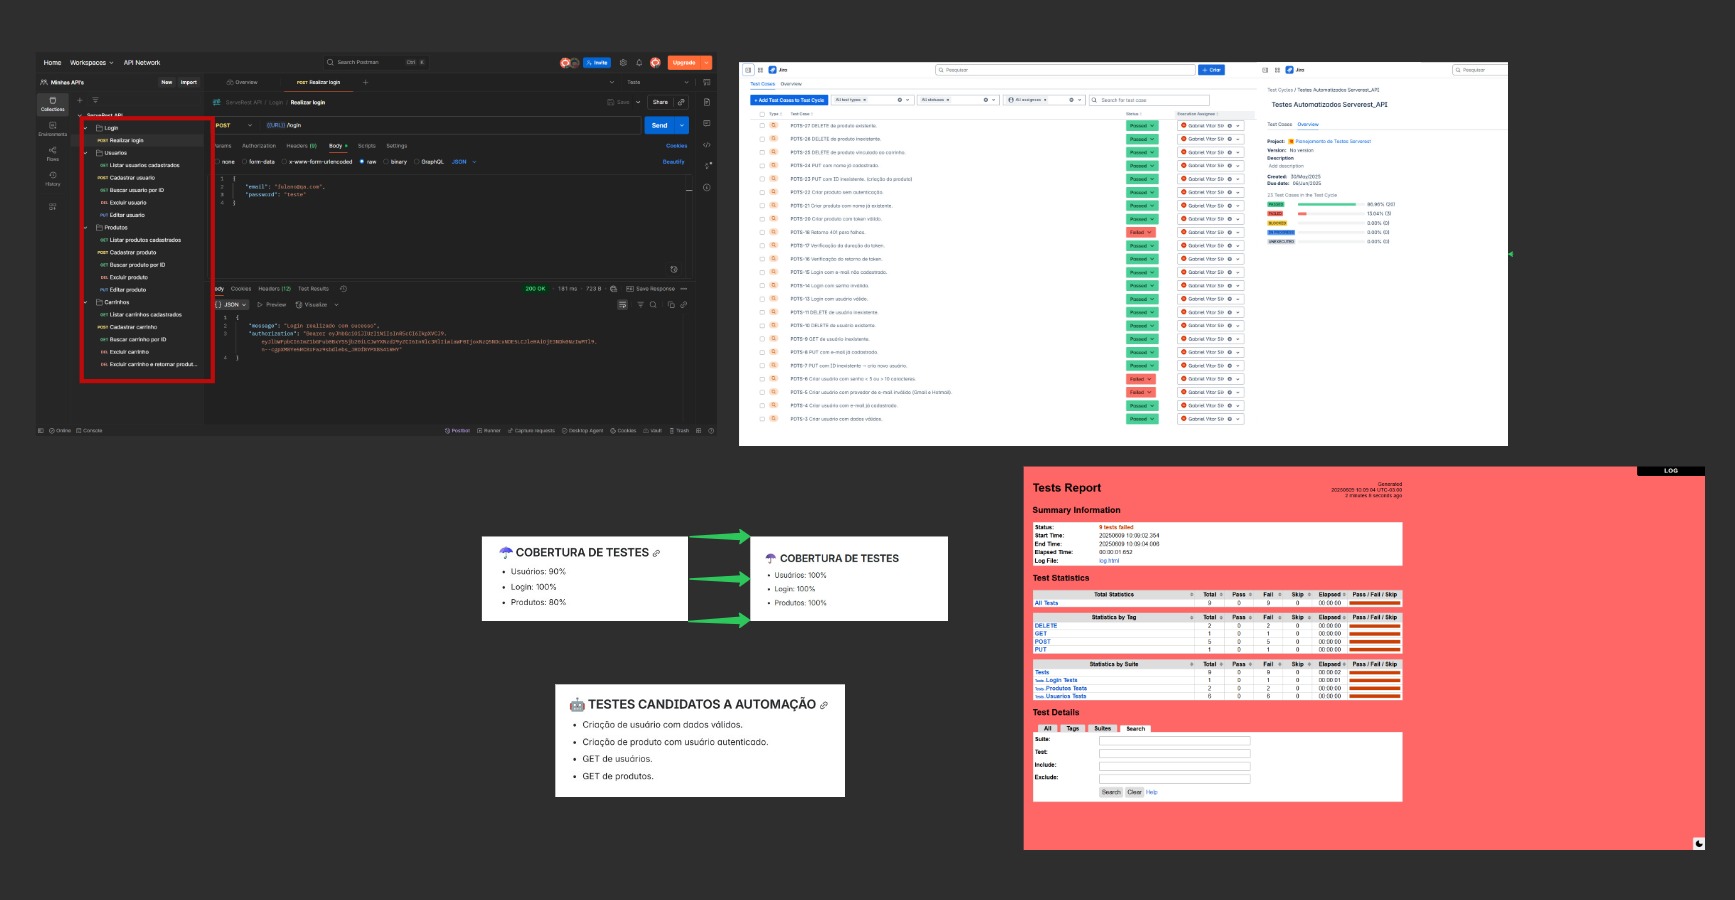 Home Workspaces API Network
Search Postman Ctrl K
Invite
Upgrade
Minhas API's New Import
Overview
POST Realizar login
Collections
Environments
Flows
History
ServeRest API / Login / Realizar login
Save Share
POST {{URL}} /login Send
Params Authorization Headers (9) Body Scripts Settings Cookies
none form-data x-www-form-urlencoded raw binary GraphQL JSON Beautify
1 {
2 "email": "fulano@qa.com",
3 "password": "teste"
4 }
Login
POST Realizar login
Usuarios
GET Listar usuarios cadastrados
POST Cadastrar usuario
GET Buscar usuario por ID
DEL Excluir usuario
PUT Editar usuario
Produtos
GET Listar produtos cadastrados
POST Cadastrar produto
GET Buscar produto por ID
DEL Excluir produto
PUT Editar produto
Carrinhos
GET Listar carrinhos cadastrados
POST Cadastrar carrinho
GET Buscar carrinho por ID
DEL Excluir carrinho
DEL Excluir carrinho e retornar produt...
Body Cookies Headers (12) Test Results
200 OK 181 ms 723 B Save Response
JSON Preview Visualize
1 {
2 "message": "Login realizado com sucesso",
3 "authorization": "Bearer
4 }
Online Console
Postbot Runner Capture requests Desktop Agent Cookies Vault Trash
Jira
Pesquisar
+ Criar
Test Cases Overview
+ Add Test Cases to Test Cycle
All test types
All statuses
All assignees
Search for test case
Type Test Case Status Execution Assignee
POTS-27 DELETE de produto existente. Passed Gabriel Vitor Sil
POTS-26 DELETE de produto inexistente. Passed Gabriel Vitor Sil
POTS-25 DELETE de produto vinculado ao carrinho. Passed Gabriel Vitor Sil
POTS-24 PUT com nome já cadastrado. Passed Gabriel Vitor Sil
POTS-23 PUT com ID inexistente. (criação do produto) Passed Gabriel Vitor Sil
POTS-22 Criar produto sem autenticação. Passed Gabriel Vitor Sil
POTS-21 Criar produto com nome já existente. Passed Gabriel Vitor Sil
POTS-20 Criar produto com token válido. Passed Gabriel Vitor Sil
POTS-18 Retorno 401 para falhas. Failed Gabriel Vitor Sil
POTS-17 Verificação da duração do token. Passed Gabriel Vitor Sil
POTS-16 Verificação do retorno de token. Passed Gabriel Vitor Sil
POTS-15 Login com e-mail não cadastrado. Passed Gabriel Vitor Sil
POTS-14 Login com senha inválida. Passed Gabriel Vitor Sil
POTS-13 Login com usuário válido. Passed Gabriel Vitor Sil
POTS-11 DELETE de usuário inexistente. Passed Gabriel Vitor Sil
POTS-10 DELETE de usuário existente. Passed Gabriel Vitor Sil
POTS-9 GET de usuário inexistente. Passed Gabriel Vitor Sil
POTS-8 PUT com e-mail já cadastrado Passed Gabriel Vitor Sil
POTS-7 PUT com ID inexistente – cria novo usuário. Passed Gabriel Vitor Sil
POTS-6 Criar usuário com senha < 5 ou > 10 caracteres. Failed Gabriel Vitor Sil
POTS-5 Criar usuário com provedor de e-mail inválido (Gmail e Hotmail). Failed Gabriel Vitor Sil
POTS-4 Criar usuário com e-mail já cadastrado Passed Gabriel Vitor Sil
POTS-3 Criar usuário com dados válidos. Passed Gabriel Vitor Sil
Jira
Pesquisar
Test Cycles / Testes Automatizados Serverest_API
Testes Automatizados Serverest_API
Test Cases Overview
Project: Planejamento de Testes Serverest
Version: No version
Description
Add description
Created: 30/May/2025
Due date: 06/Jun/2025
23 Test Cases in the Test Cycle
PASSED 86.96% (20)
FAILED 13.04% (3)
BLOCKED 0.00% (0)
IN PROGRESS 0.00% (0)
UNEXECUTED 0.00% (0)
COBERTURA DE TESTES
• Usuários: 90%
• Login: 100%
• Produtos: 80%
COBERTURA DE TESTES
• Usuários: 100%
• Login: 100%
• Produtos: 100%
TESTES CANDIDATOS A AUTOMAÇÃO
• Criação de usuário com dados válidos.
• Criação de produto com usuário autenticado.
• GET de usuários.
• GET de produtos.
LOG
Tests Report
Generated
20250609 10:09:04 UTC-03:00
2 minutes 8 seconds ago
Summary Information
Status: 9 tests failed
Start Time: 20250609 10:09:02.354
End Time: 20250609 10:09:04.006
Elapsed Time: 00:00:01.652
Log File: log.html
Test Statistics
Total Statistics Total Pass Fail Skip Elapsed Pass / Fail / Skip
All Tests 9 0 9 0 00:00:00
Statistics by Tag Total Pass Fail Skip Elapsed Pass / Fail / Skip
DELETE 2 0 2 0 00:00:00
GET 1 0 1 0 00:00:00
POST 5 0 5 0 00:00:00
PUT 1 0 1 0 00:00:00
Statistics by Suite Total Pass Fail Skip Elapsed Pass / Fail / Skip
Tests 9 0 9 0 00:00:02
Tests. Login Tests 1 0 1 0 00:00:01
Tests. Produtos Tests 2 0 2 0 00:00:00
Tests. Usuarios Tests 6 0 6 0 00:00:00
Test Details
All Tags Suites Search
Suite:
Test:
Include:
Exclude:
Search Clear Help